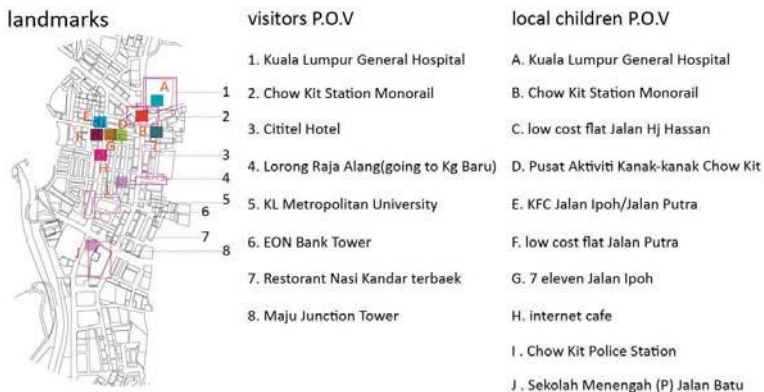 landmarks
visitors P.O.V
1. Kuala Lumpur General Hospital
2. Chow Kit Station Monorail
3. Cititel Hotel
4. Lorong Raja Alang(going to Kg Baru)
5. KL Metropolitan University
6. EON Bank Tower
7. Restorant Nasi Kandar terbaek
8. Maju Junction Tower
local children P.O.V
A. Kuala Lumpur General Hospital
B. Chow Kit Station Monorail
C. low cost flat Jalan Hj Hassan
D. Pusat Aktiviti Kanak-kanak Chow Kit
E. KFC Jalan Ipoh/Jalan Putra
F. low cost flat Jalan Putra
G. 7 eleven Jalan Ipoh
H. internet cafe
I . Chow Kit Police Station
J . Sekolah Menengah (P) Jalan Batu
A
1
E
2
D
B
F
C
G
3
H
4
I
5
6
7
J
8